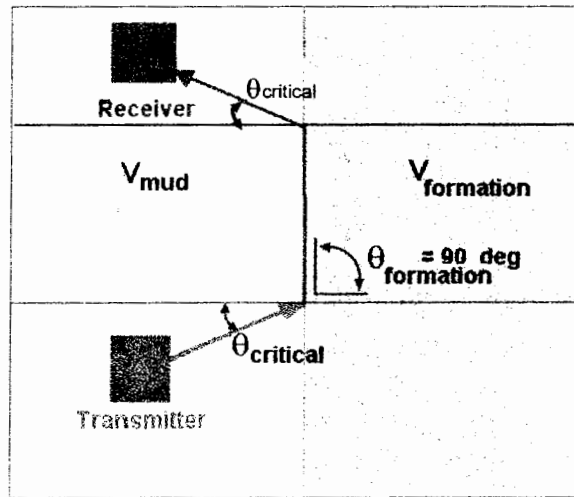 θcritical
Receiver
Vmud
Vformation
θformation = 90 deg
θcritical
Transmitter